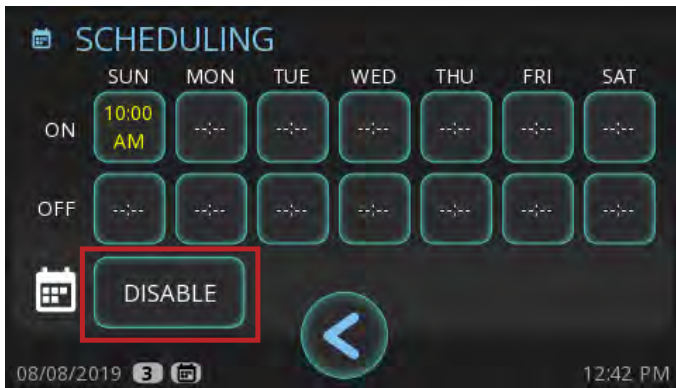 SCHEDULING
SUN MON TUE WED THU FRI SAT
ON 10:00 AM --:-- --:-- --:-- --:-- --:-- --:--
OFF --:-- --:-- --:-- --:-- --:-- --:-- --:--
DISABLE
08/08/2019 3 12:42 PM